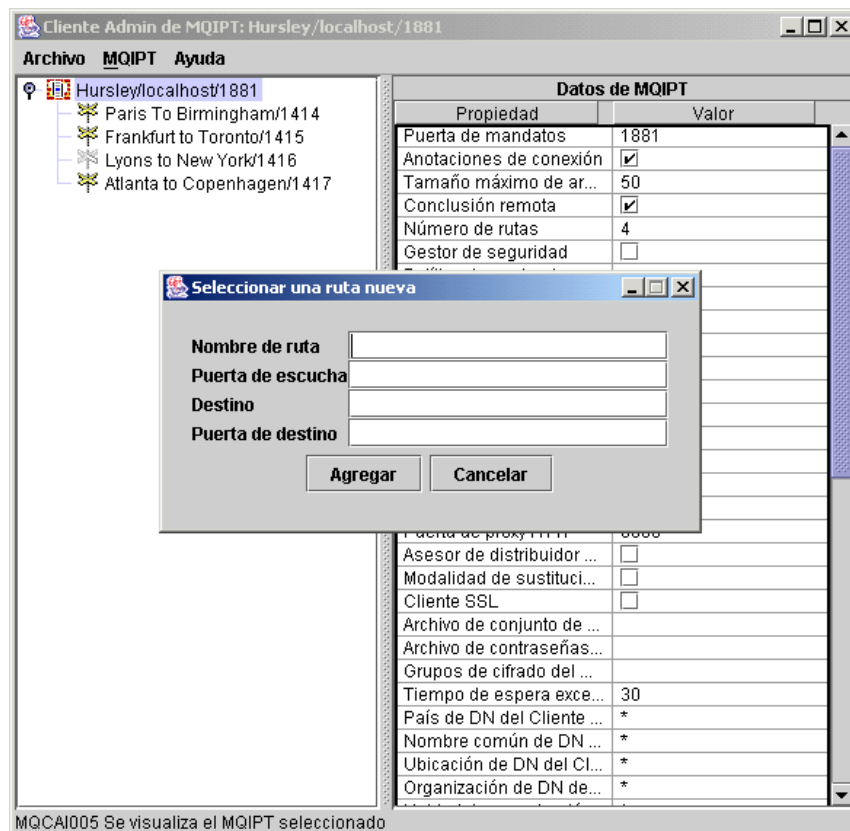 Cliente Admin de MQIPT: Hursley/localhost/1881
Archivo MQIPT Ayuda
Hursley/localhost/1881
Paris To Birmingham/1414
Frankfurt to Toronto/1415
Lyons to New York/1416
Atlanta to Copenhagen/1417
Datos de MQIPT
Propiedad Valor
Puerta de mandatos 1881
Anotaciones de conexión
Tamaño máximo de ar... 50
Conclusión remota
Número de rutas 4
Gestor de seguridad
Seleccionar una ruta nueva
Nombre de ruta
Puerta de escucha
Destino
Puerta de destino
Agregar Cancelar
Asesor de distribuidor ...
Modalidad de sustituci...
Cliente SSL
Archivo de conjunto de ...
Archivo de contraseñas...
Grupos de cifrado del ...
Tiempo de espera exce... 30
País de DN del Cliente ... *
Nombre común de DN ... *
Ubicación de DN del Cl... *
Organización de DN de... *
MQCAI005 Se visualiza el MQIPT seleccionado